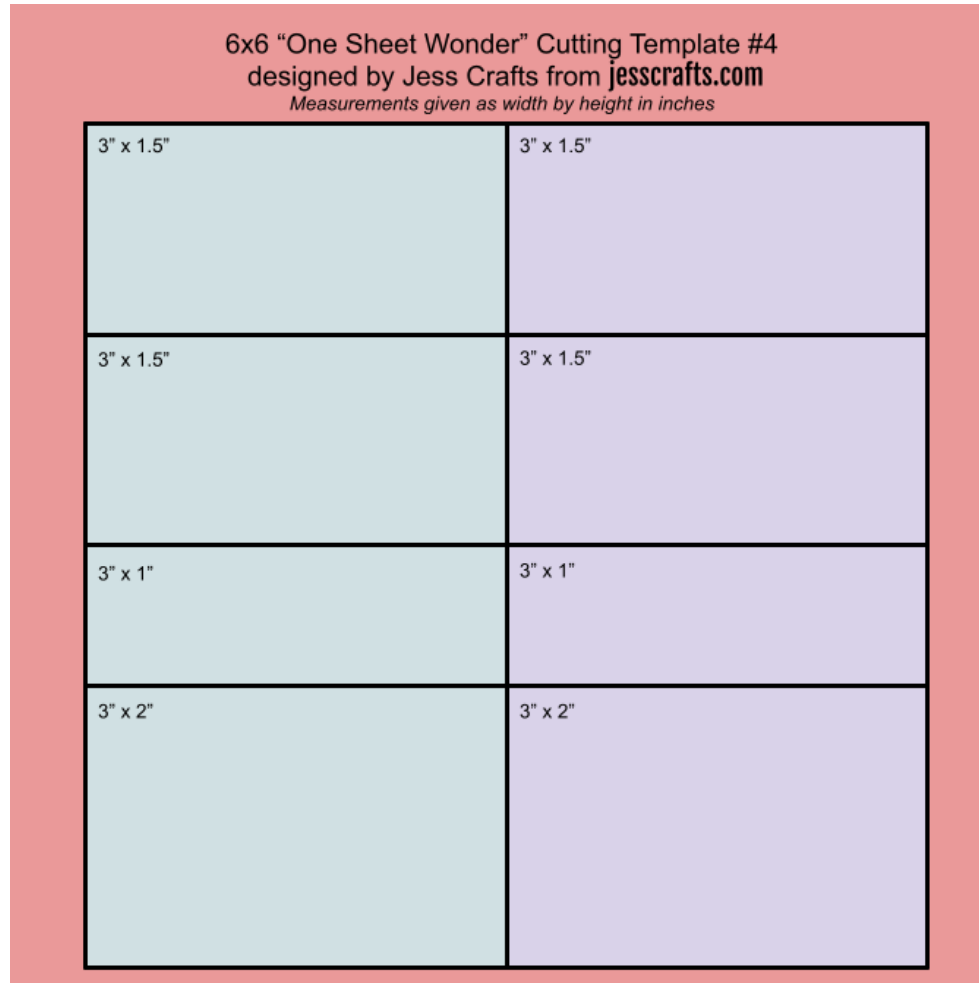 6x6 “One Sheet Wonder” Cutting Template #4
designed by Jess Crafts from jesscrafts.com
Measurements given as width by height in inches
3” x 1.5”
3” x 1.5”
3” x 1.5”
3” x 1.5”
3” x 1”
3” x 1”
3” x 2”
3” x 2”